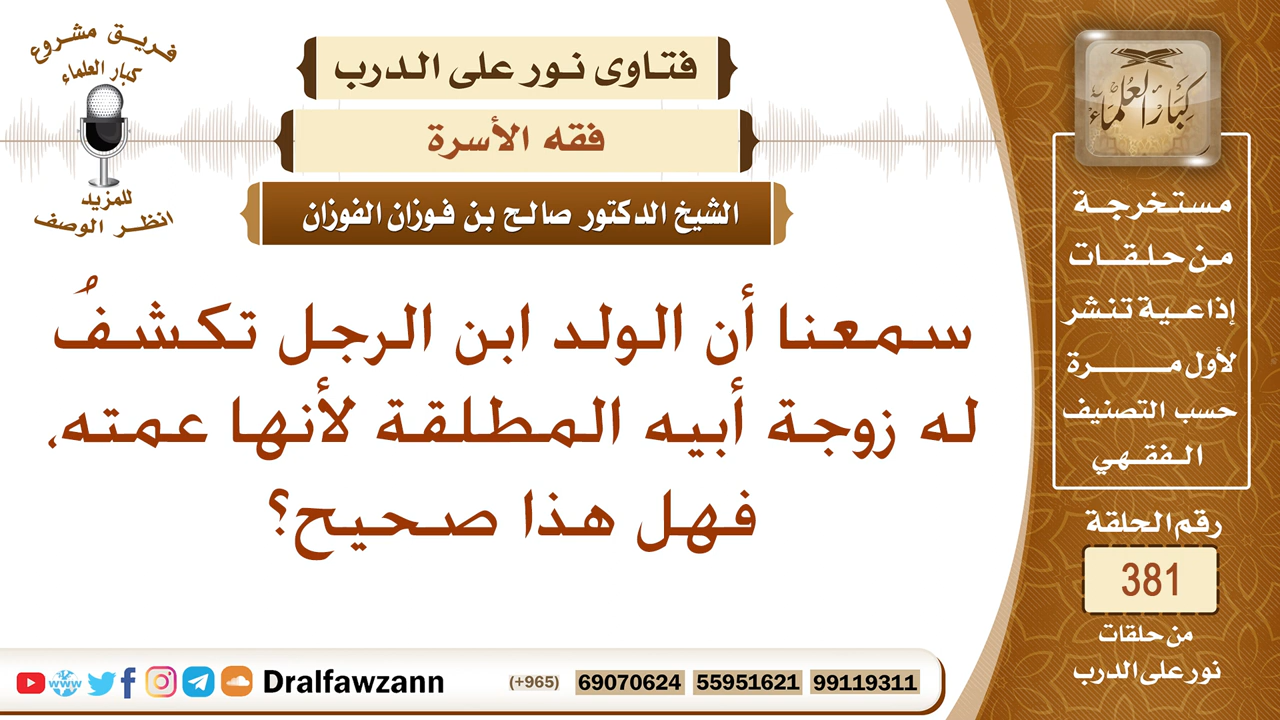 فريق مشروع
كبار العلماء
للمزيد
انظر الوصف
فتاوى نور على الدرب
فقه الأسرة
الشيخ الدكتور صالح بن فوزان الفوزان
سمعنا أن الولد ابن الرجل تكشفُ
له زوجة أبيه المطلقة لأنها عمته،
فهل هذا صحيح؟
كبار العلماء
مستخرجة
من حلقات
إذاعية تنشر
لأول مرة
حسب التصنيف
الفقهي
رقم الحلقة
381
من حلقات
نور على الدرب
www
Dralfawzann
(+965) 69070624 55951621 99119311